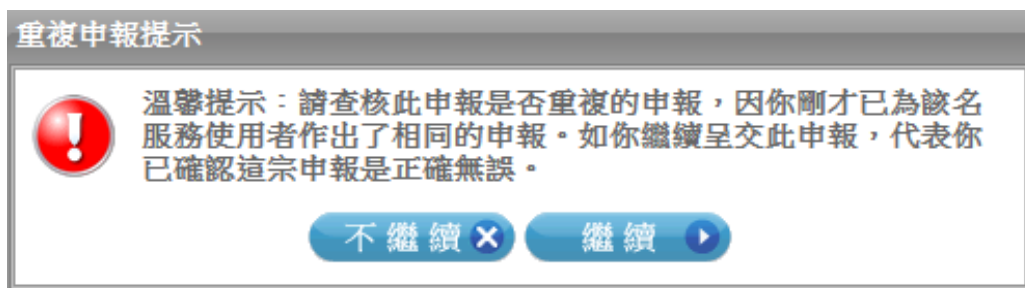 重複申報提示
溫馨提示：請查核此申報是否重複的申報，因你剛才已為該名
服務使用者作出了相同的申報。如你繼續呈交此申報，代表你
已確認這宗申報是正確無誤。
不繼續 繼續